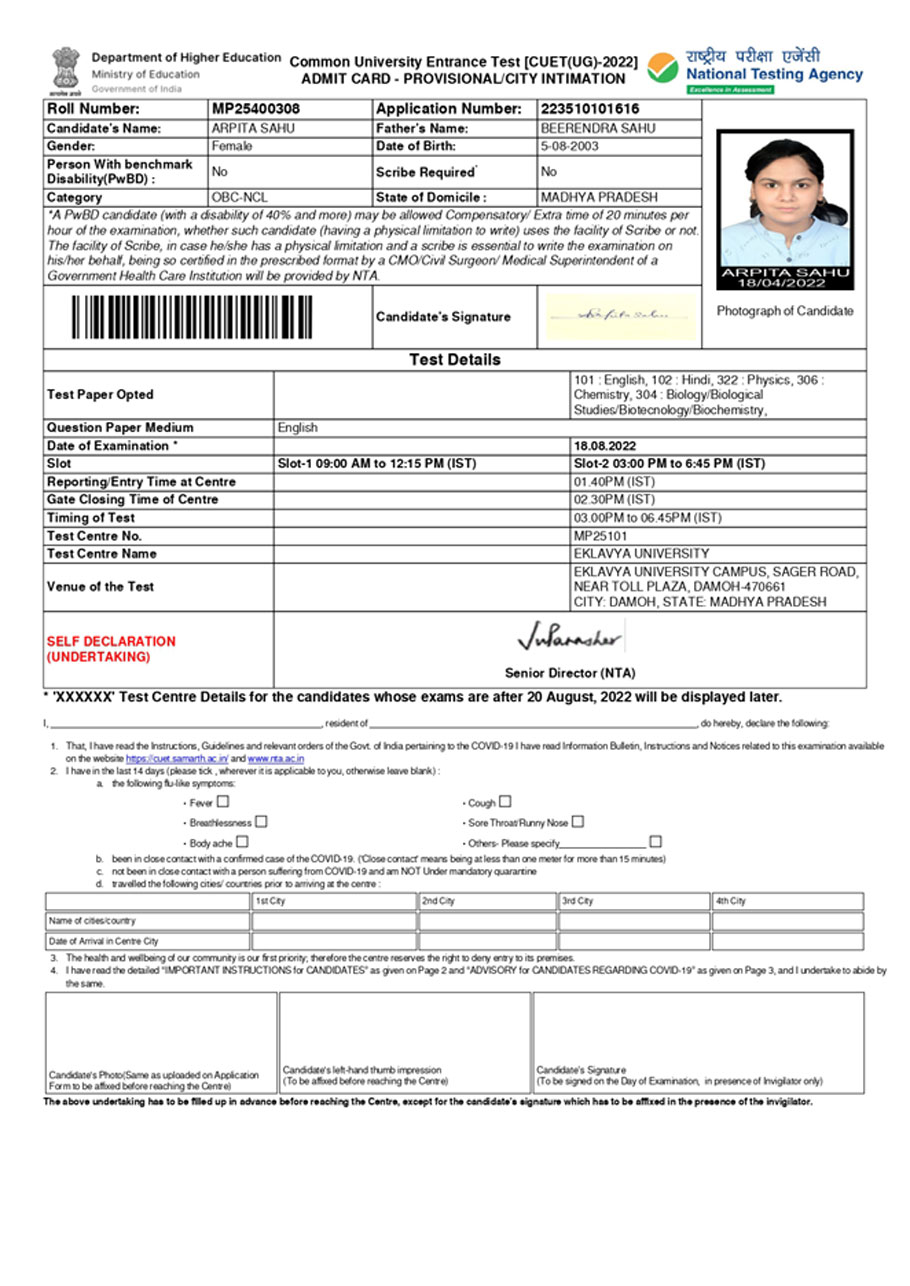 Department of Higher Education
Ministry of Education
Government of India
Common University Entrance Test [CUET(UG)-2022]
ADMIT CARD - PROVISIONAL/CITY INTIMATION
राष्ट्रीय परीक्षा एजेंसी
National Testing Agency
Excellence in Assessment
Roll Number: MP25400308 Application Number: 223510101616
Candidate's Name: ARPITA SAHU Father's Name: BEERENDRA SAHU
Gender: Female Date of Birth: 5-08-2003
Person With benchmark
Disability(PwBD) : No Scribe Required* No
Category OBC-NCL State of Domicile : MADHYA PRADESH
*A PwBD candidate (with a disability of 40% and more) may be allowed Compensatory/ Extra time of 20 minutes per
hour of the examination, whether such candidate (having a physical limitation to write) uses the facility of Scribe or not.
The facility of Scribe, in case he/she has a physical limitation and a scribe is essential to write the examination on
his/her behalf, being so certified in the prescribed format by a CMO/Civil Surgeon/ Medical Superintendent of a
Government Health Care Institution will be provided by NTA.
ARPITA SAHU
18/04/2022
Photograph of Candidate
Candidate's Signature
Arpita Sahu
Test Details
Test Paper Opted
101 : English, 102 : Hindi, 322 : Physics, 306 :
Chemistry, 304 : Biology/Biological
Studies/Biotecnology/Biochemistry,
Question Paper Medium English
Date of Examination * 18.08.2022
Slot Slot-1 09:00 AM to 12:15 PM (IST) Slot-2 03:00 PM to 6:45 PM (IST)
Reporting/Entry Time at Centre 01.40PM (IST)
Gate Closing Time of Centre 02.30PM (IST)
Timing of Test 03.00PM to 06.45PM (IST)
Test Centre No. MP25101
Test Centre Name EKLAVYA UNIVERSITY
Venue of the Test
EKLAVYA UNIVERSITY CAMPUS, SAGER ROAD,
NEAR TOLL PLAZA, DAMOH-470661
CITY: DAMOH, STATE: MADHYA PRADESH
SELF DECLARATION
(UNDERTAKING)
Senior Director (NTA)
* 'XXXXXX' Test Centre Details for the candidates whose exams are after 20 August, 2022 will be displayed later.
I, , resident of , do hereby, declare the following:
1. That, I have read the Instructions, Guidelines and relevant orders of the Govt. of India pertaining to the COVID-19 I have read Information Bulletin, Instructions and Notices related to this examination available
on the website https://cuet.samarth.ac.in/ and www.nta.ac.in
2. I have in the last 14 days (please tick , wherever it is applicable to you, otherwise leave blank) :
a. the following flu-like symptoms:
• Fever • Cough
• Breathlessness • Sore Throat/Runny Nose
• Body ache • Others- Please specify
b. been in close contact with a confirmed case of the COVID-19. ('Close contact' means being at less than one meter for more than 15 minutes)
c. not been in close contact with a person suffering from COVID-19 and am NOT Under mandatory quarantine
d. travelled the following cities/ countries prior to arriving at the centre :
1st City 2nd City 3rd City 4th City
Name of cities/country
Date of Arrival in Centre City
3. The health and wellbeing of our community is our first priority; therefore the centre reserves the right to deny entry to its premises.
4. I have read the detailed "IMPORTANT INSTRUCTIONS for CANDIDATES" as given on Page 2 and "ADVISORY for CANDIDATES REGARDING COVID-19" as given on Page 3, and I undertake to abide by
the same.
Candidate's Photo(Same as uploaded on Application
Form to be affixed before reaching the Centre)
Candidate's left-hand thumb impression
(To be affixed before reaching the Centre)
Candidate's Signature
(To be signed on the Day of Examination, in presence of Invigilator only)
The above undertaking has to be filled up in advance before reaching the Centre, except for the candidate's signature which has to be affixed in the presence of the invigilator.